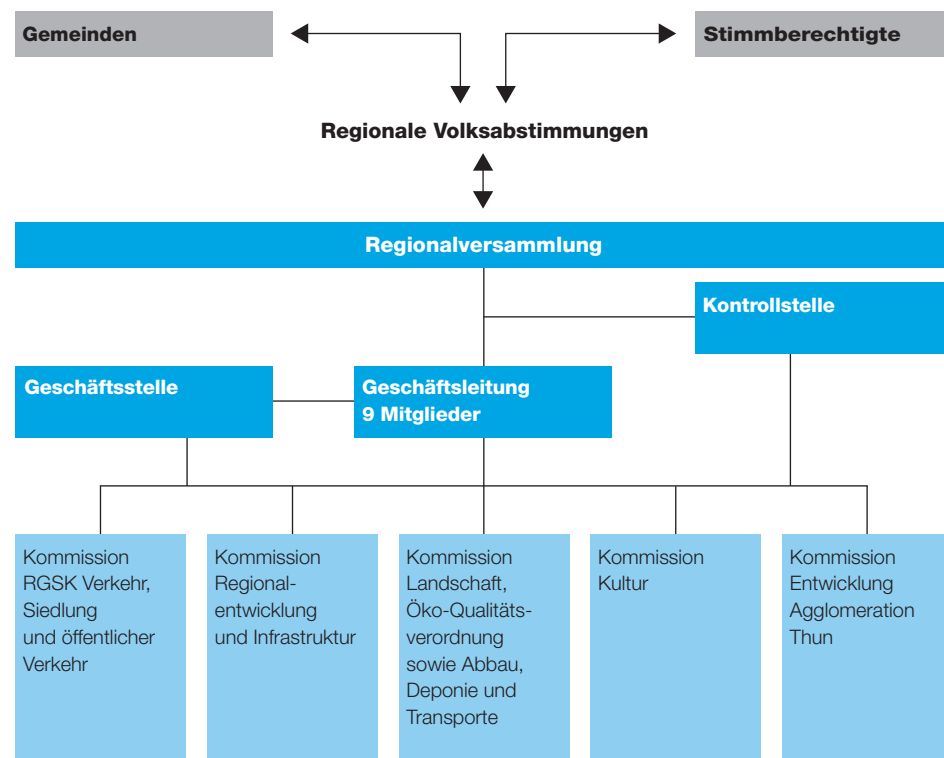 Gemeinden
Stimmberechtigte
Regionale Volksabstimmungen
Regionalversammlung
Kontrollstelle
Geschäftsstelle
Geschäftsleitung
9 Mitglieder
Kommission
RGSK Verkehr,
Siedlung
und öffentlicher
Verkehr
Kommission
Regional-
entwicklung
und Infrastruktur
Kommission
Landschaft,
Öko-Qualitäts-
verordnung
sowie Abbau,
Deponie und
Transporte
Kommission
Kultur
Kommission
Entwicklung
Agglomeration
Thun